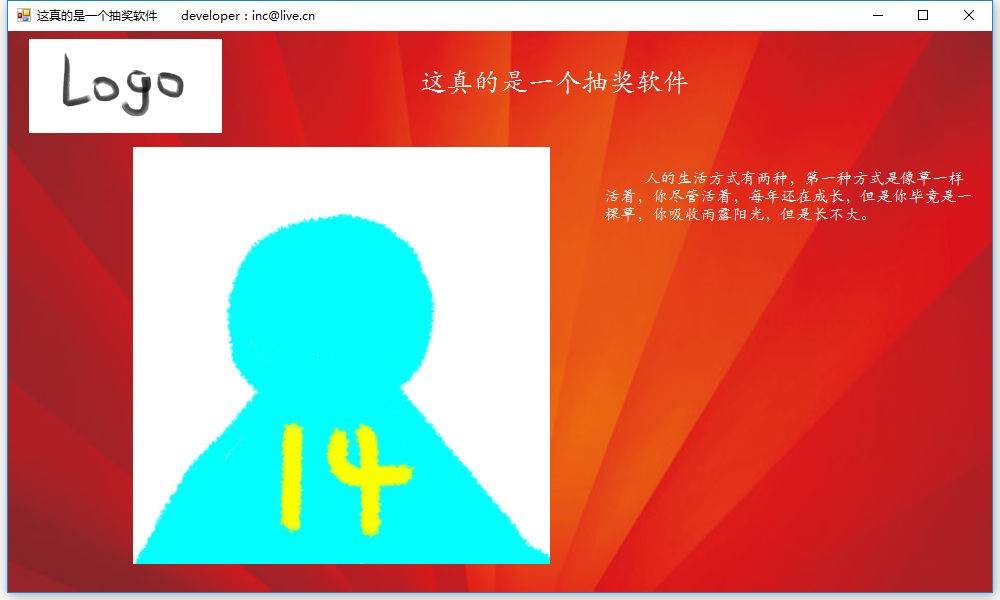 这真的是一个抽奖软件 developer : inc@live.cn
Logo
这真的是一个抽奖软件
人的生活方式有两种，第一种方式是像草一样
活着，你尽管活着，每年还在成长，但是你毕竟是一
棵草，你吸收雨露阳光，但是长不大。
14